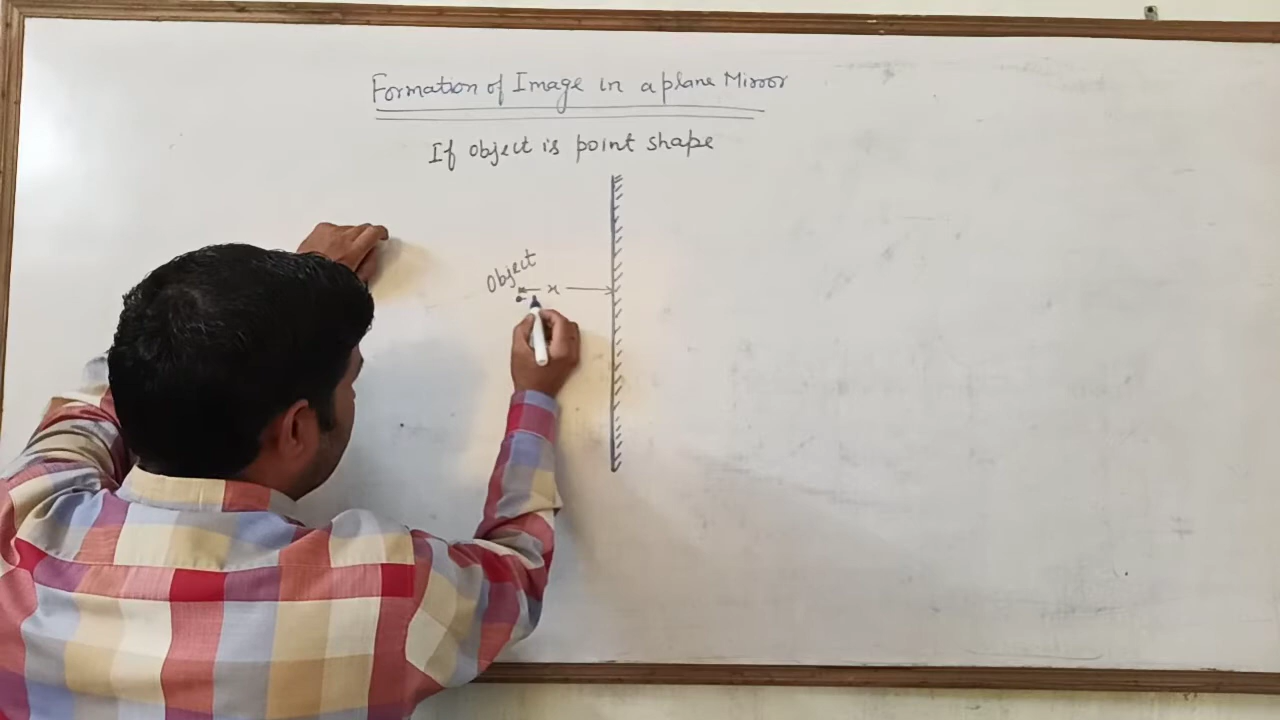 Formation of Image in a plane Mirror
If object is point shape
Object
x